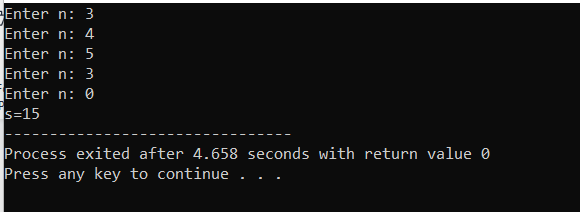 Enter n: 3
Enter n: 4
Enter n: 5
Enter n: 3
Enter n: 0
s=15
--------------------------------
Process exited after 4.658 seconds with return value 0
Press any key to continue . . .